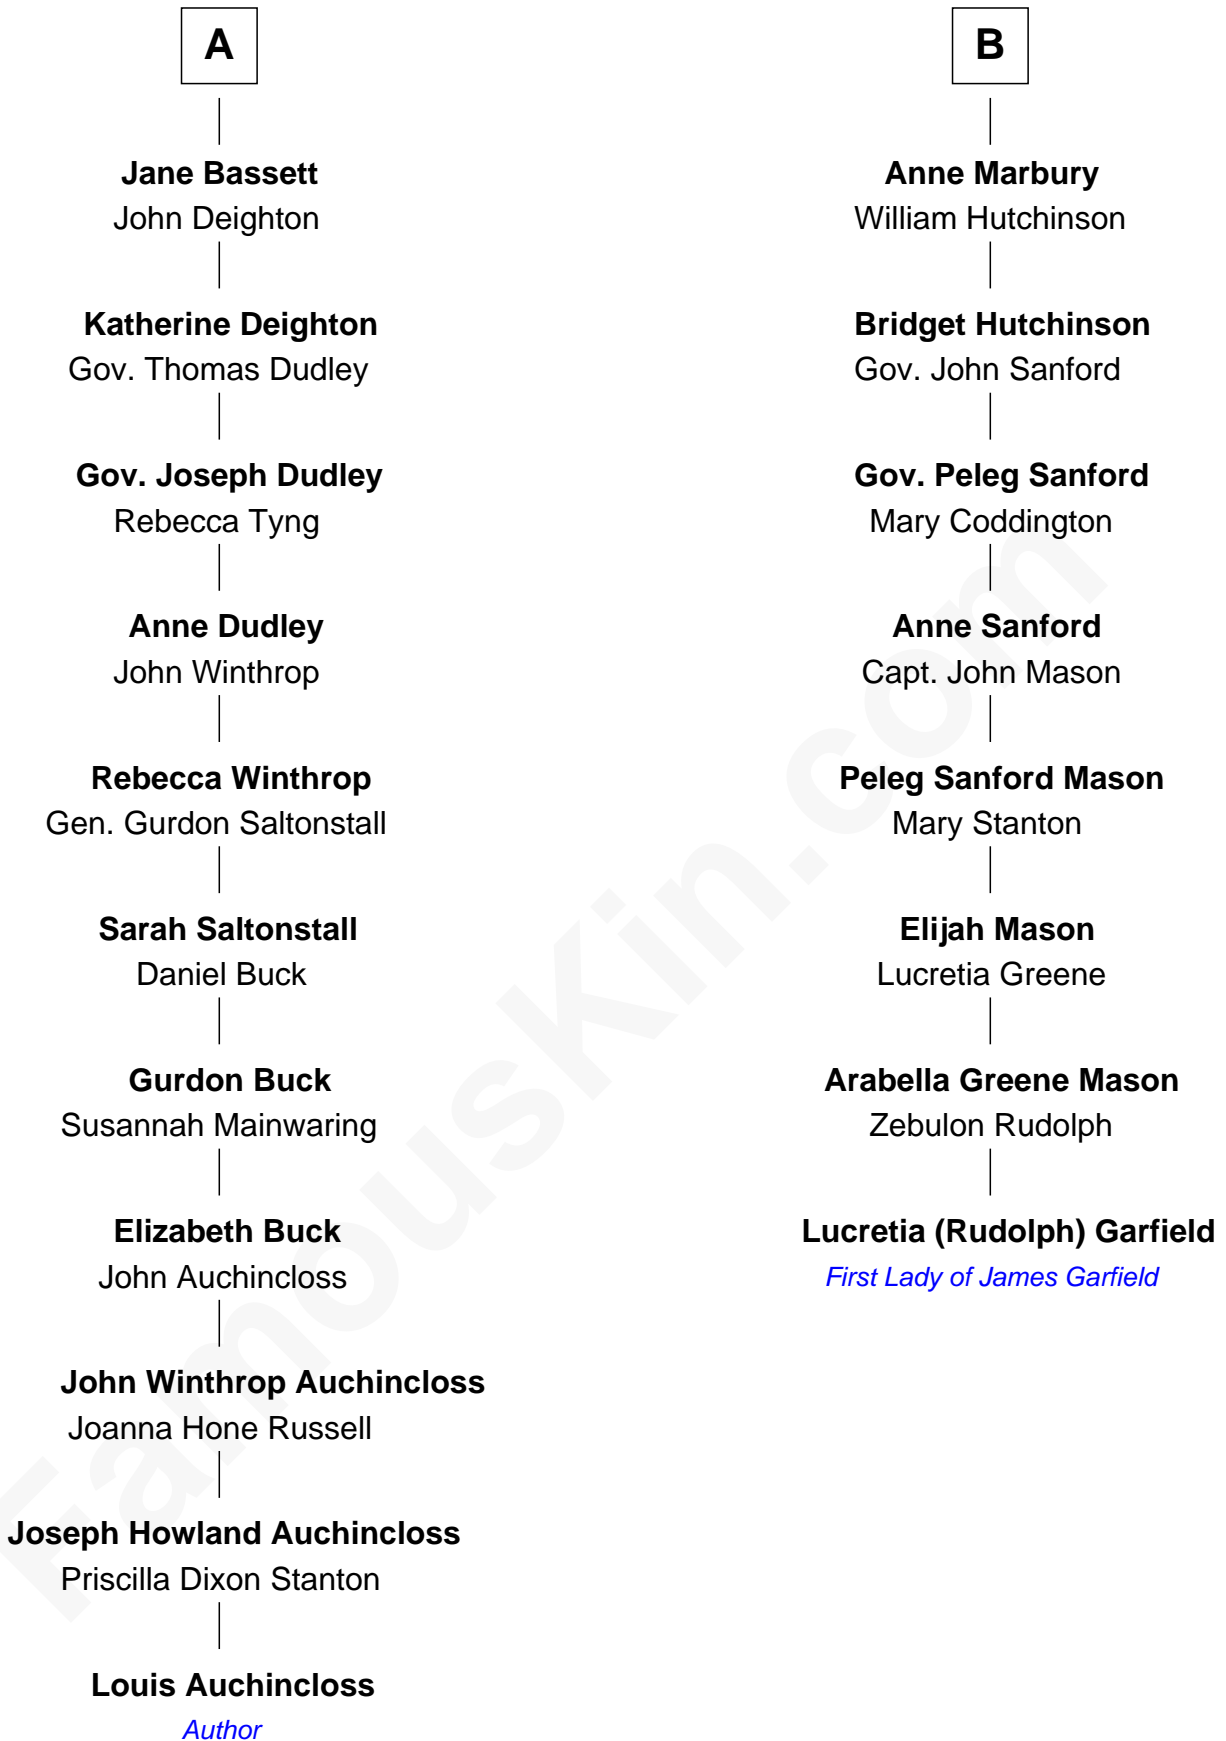 A
Jane Bassett
John Deighton
Katherine Deighton
Gov. Thomas Dudley
Gov. Joseph Dudley
Rebecca Tyng
Anne Dudley
John Winthrop
Rebecca Winthrop
Gen. Gurdon Saltonstall
Sarah Saltonstall
Daniel Buck
Gurdon Buck
Susannah Mainwaring
Elizabeth Buck
John Auchincloss
John Winthrop Auchincloss
Joanna Hone Russell
Joseph Howland Auchincloss
Priscilla Dixon Stanton
Louis Auchincloss
Author
B
Anne Marbury
William Hutchinson
Bridget Hutchinson
Gov. John Sanford
Gov. Peleg Sanford
Mary Coddington
Anne Sanford
Capt. John Mason
Peleg Sanford Mason
Mary Stanton
Elijah Mason
Lucretia Greene
Arabella Greene Mason
Zebulon Rudolph
Lucretia (Rudolph) Garfield
First Lady of James Garfield
FamousKin.com